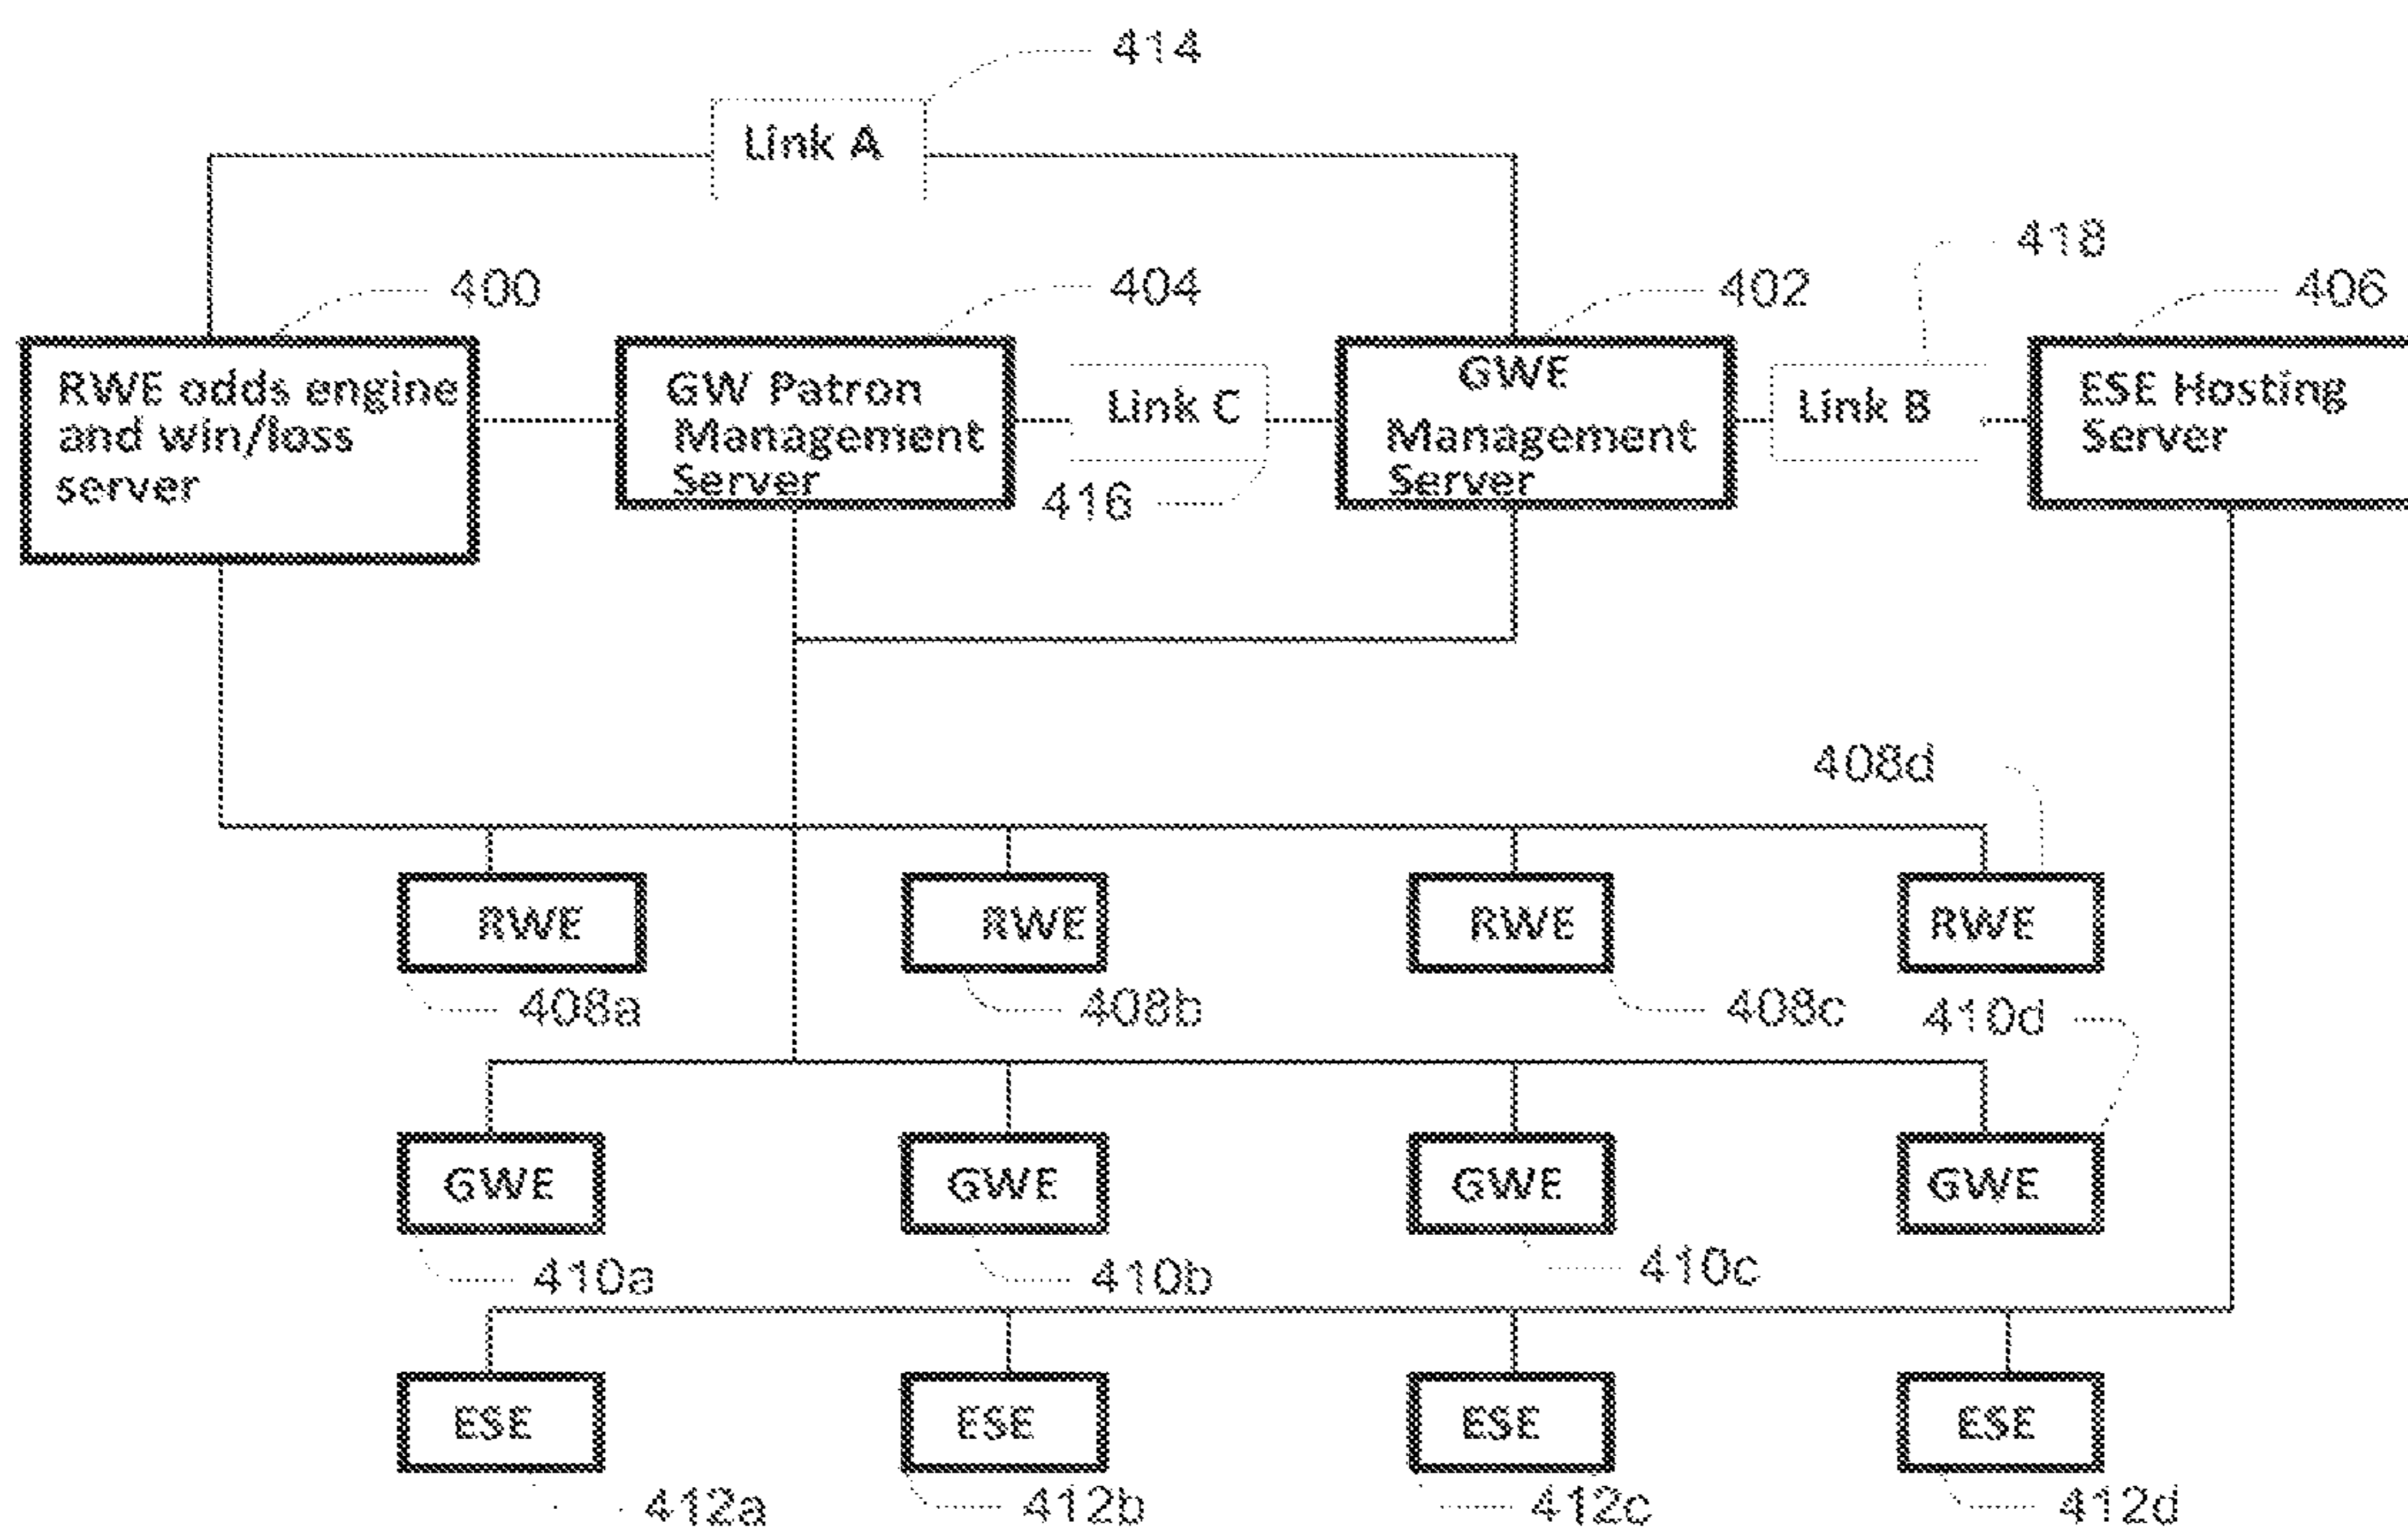 414
Link A
418
400
404
402
406
RWE odds engine
and win/loss
server
GW Patron
Management
Server
Link C
416
GWE
Management
Server
Link B
ESE Hosting
Server
408d
RWE
RWE
RWE
RWE
408a
408b
408c
410d
GWE
GWE
GWE
GWE
410a
410b
410c
ESE
ESE
ESE
ESE
412a
412b
412c
412d